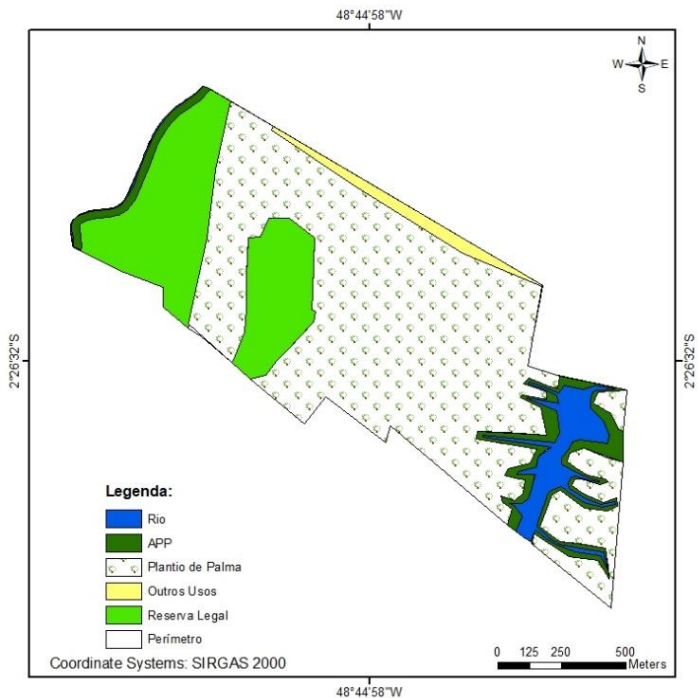 48°44'58"W
N
W E
S
2°26'32"S
2°26'32"S
Legenda:
Rio
APP
Plantio de Palma
Outros Usos
Reserva Legal
Perímetro
Coordinate Systems: SIRGAS 2000
0 125 250 500
Meters
48°44'58"W